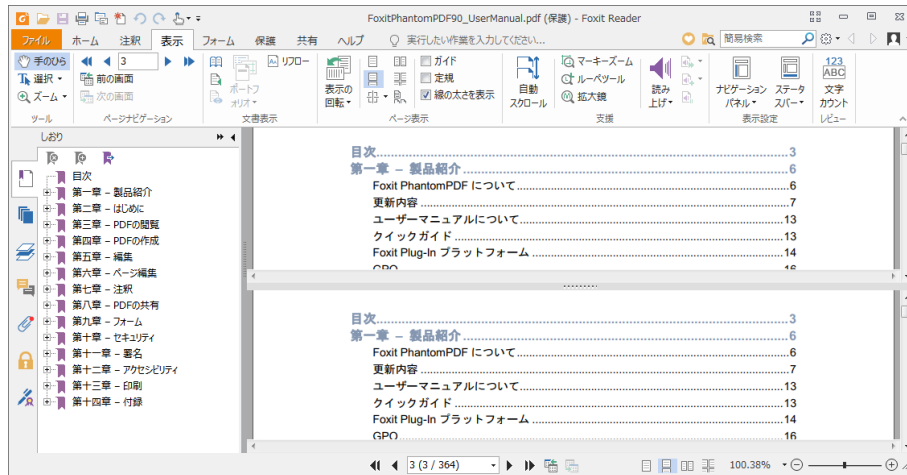 FoxitPhantomPDF90_UserManual.pdf (保護) - Foxit Reader
ファイル ホーム 注釈 表示 フォーム 保護 共有 ヘルプ 実行したい作業を入力してください... 簡易検索
手のひら 3 リフロー ガイド マーキーズーム 123
選択 前の画面 定規 ルーペツール ABC
ズーム 次の画面 線の太さを表示 拡大鏡
ポートフォリオ 表示の回転 自動スクロール 読み上げ ナビゲーションパネル ステータスバー 文字カウント
ツール ページナビゲーション 文書表示 ページ表示 支援 表示設定 レビュー
しおり
目次
第一章 – 製品紹介
第二章 – はじめに
第三章 – PDFの閲覧
第四章 – PDFの作成
第五章 – 編集
第六章 – ページ編集
第七章 – 注釈
第八章 – PDFの共有
第九章 – フォーム
第十章 – セキュリティ
第十一章 – 署名
第十二章 – アクセシビリティ
第十三章 – 印刷
第十四章 – 付録
目次 3
第一章 – 製品紹介 6
Foxit PhantomPDF について 6
更新内容 7
ユーザーマニュアルについて 13
クイックガイド 13
Foxit Plug-In プラットフォーム 14
GPO 16
目次 3
第一章 – 製品紹介 6
Foxit PhantomPDF について 6
更新内容 7
ユーザーマニュアルについて 13
クイックガイド 13
Foxit Plug-In プラットフォーム 14
GPO 16
3 (3 / 364) 100.38%